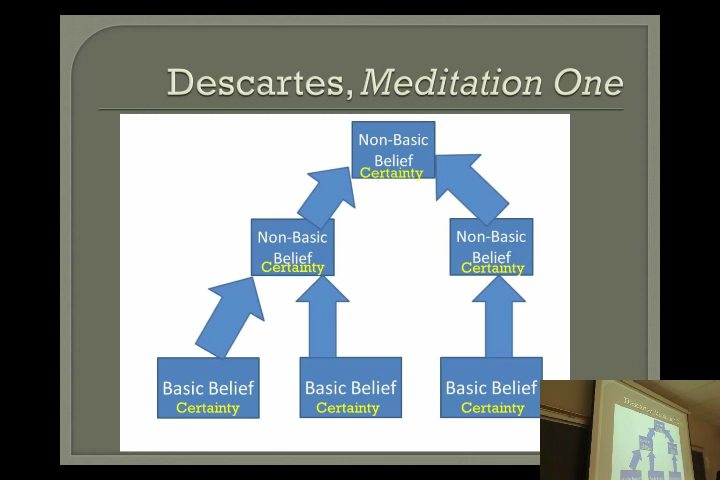 Descartes, Meditation One
Non-Basic
Belief
Certainty
Non-Basic
Belief
Certainty
Non-Basic
Belief
Certainty
Basic Belief
Certainty
Basic Belief
Certainty
Basic Belief
Certainty